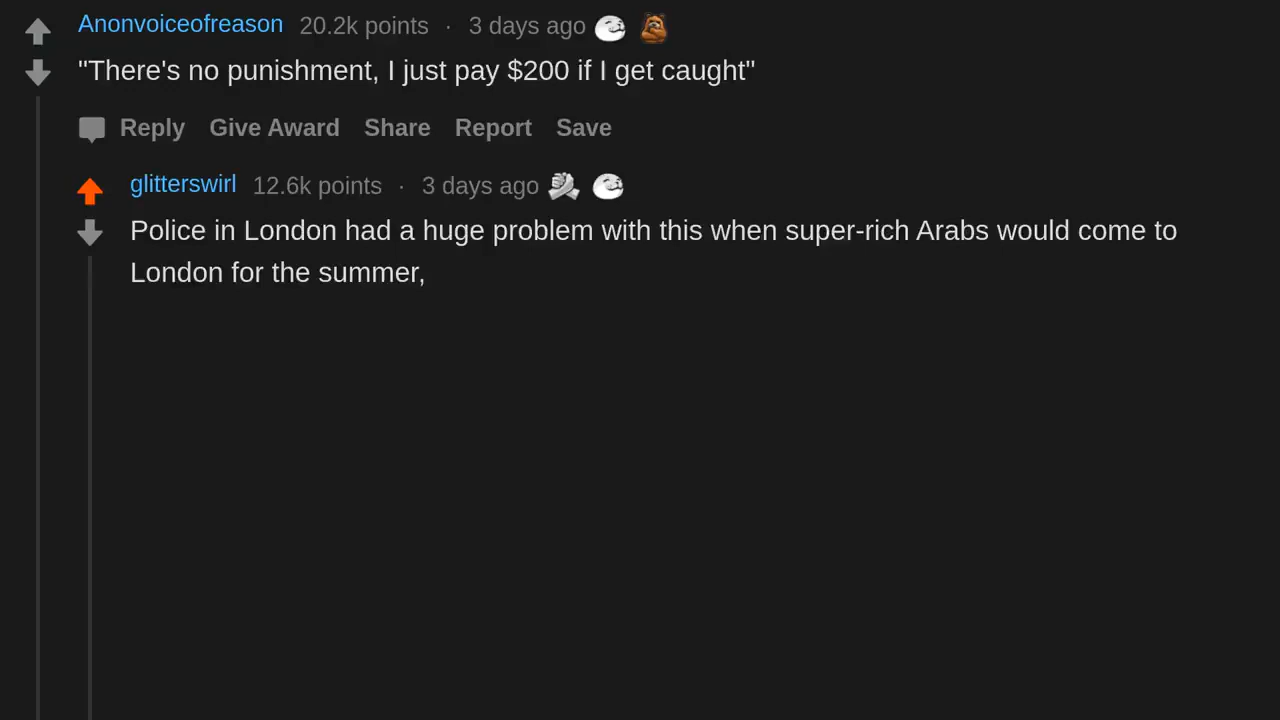 Anonvoiceofreason 20.2k points · 3 days ago
"There's no punishment, I just pay $200 if I get caught"
Reply Give Award Share Report Save
glitterswirl 12.6k points · 3 days ago
Police in London had a huge problem with this when super-rich Arabs would come to
London for the summer,